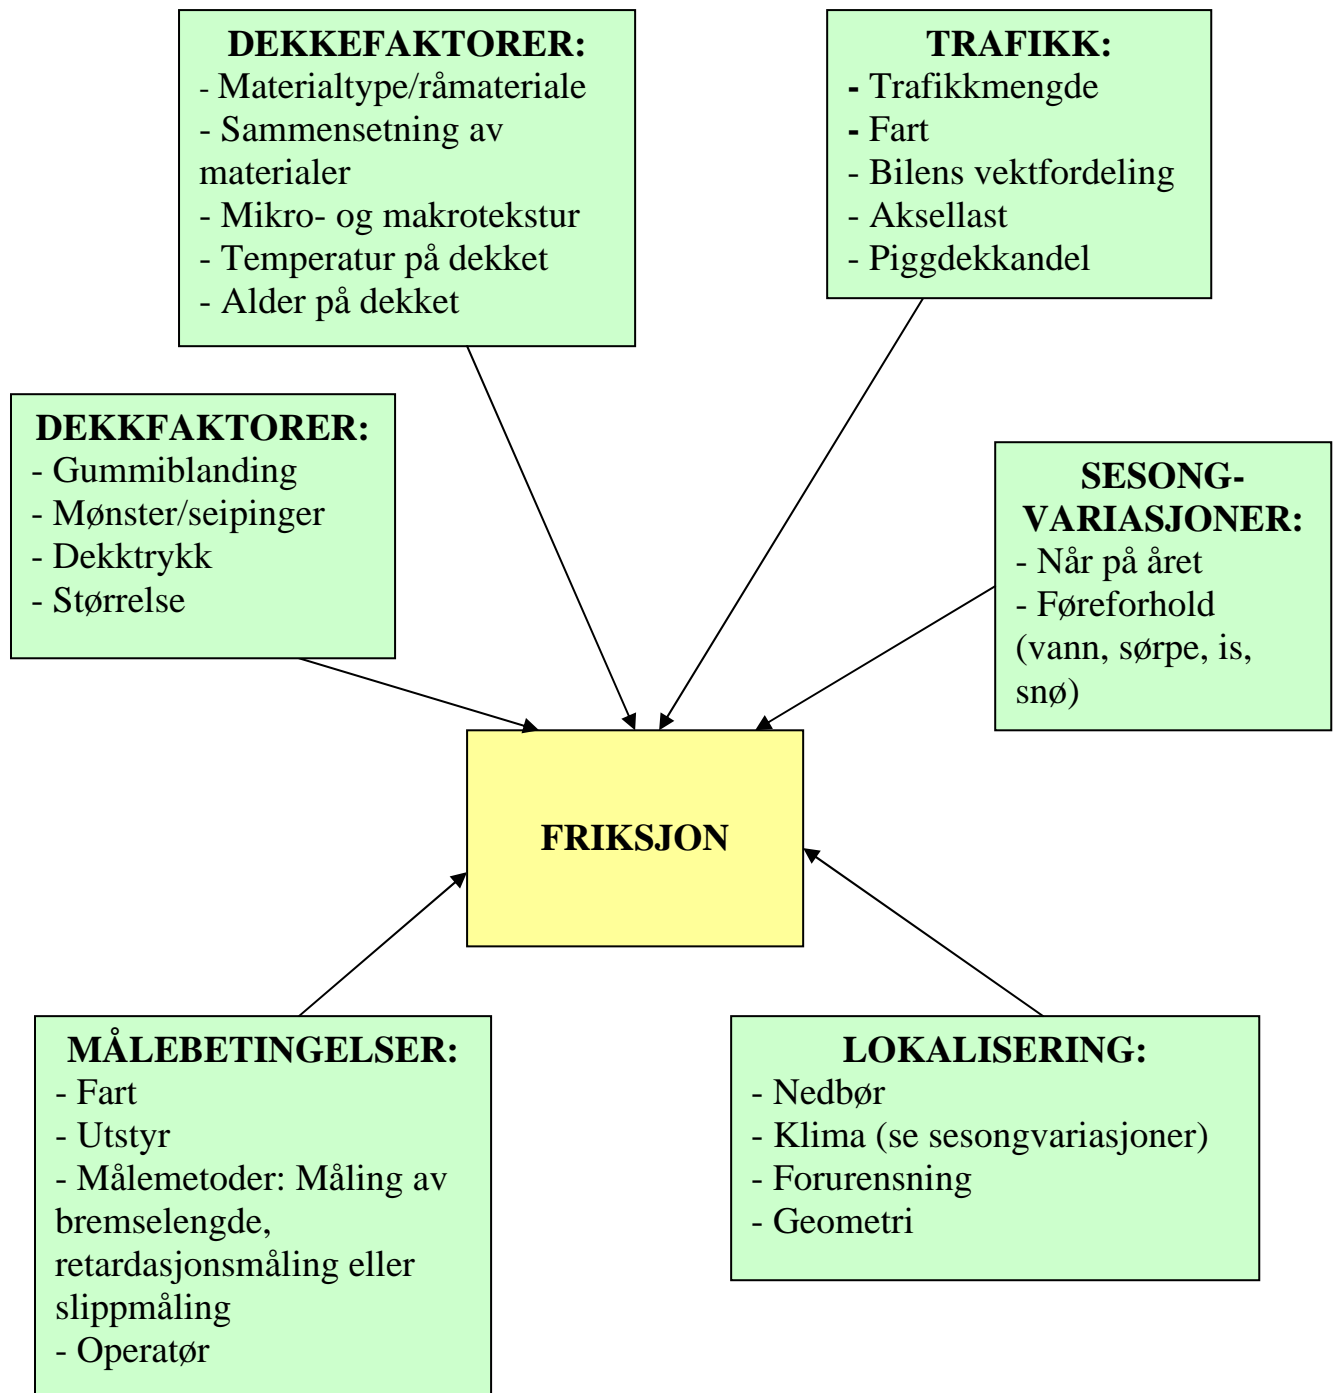 DEKKEFAKTORER:
- Materialtype/råmateriale
- Sammensetning av
materialer
- Mikro- og makrotekstur
- Temperatur på dekket
- Alder på dekket
TRAFIKK:
- Trafikkmengde
- Fart
- Bilens vektfordeling
- Aksellast
- Piggdekkandel
DEKKFAKTORER:
- Gummiblanding
- Mønster/seipinger
- Dekktrykk
- Størrelse
SESONG-
VARIASJONER:
- Når på året
- Føreforhold
(vann, sørpe, is,
snø)
FRIKSJON
MÅLEBETINGELSER:
- Fart
- Utstyr
- Målemetoder: Måling av
bremselengde,
retardasjonsmåling eller
slippmåling
- Operatør
LOKALISERING:
- Nedbør
- Klima (se sesongvariasjoner)
- Forurensning
- Geometri